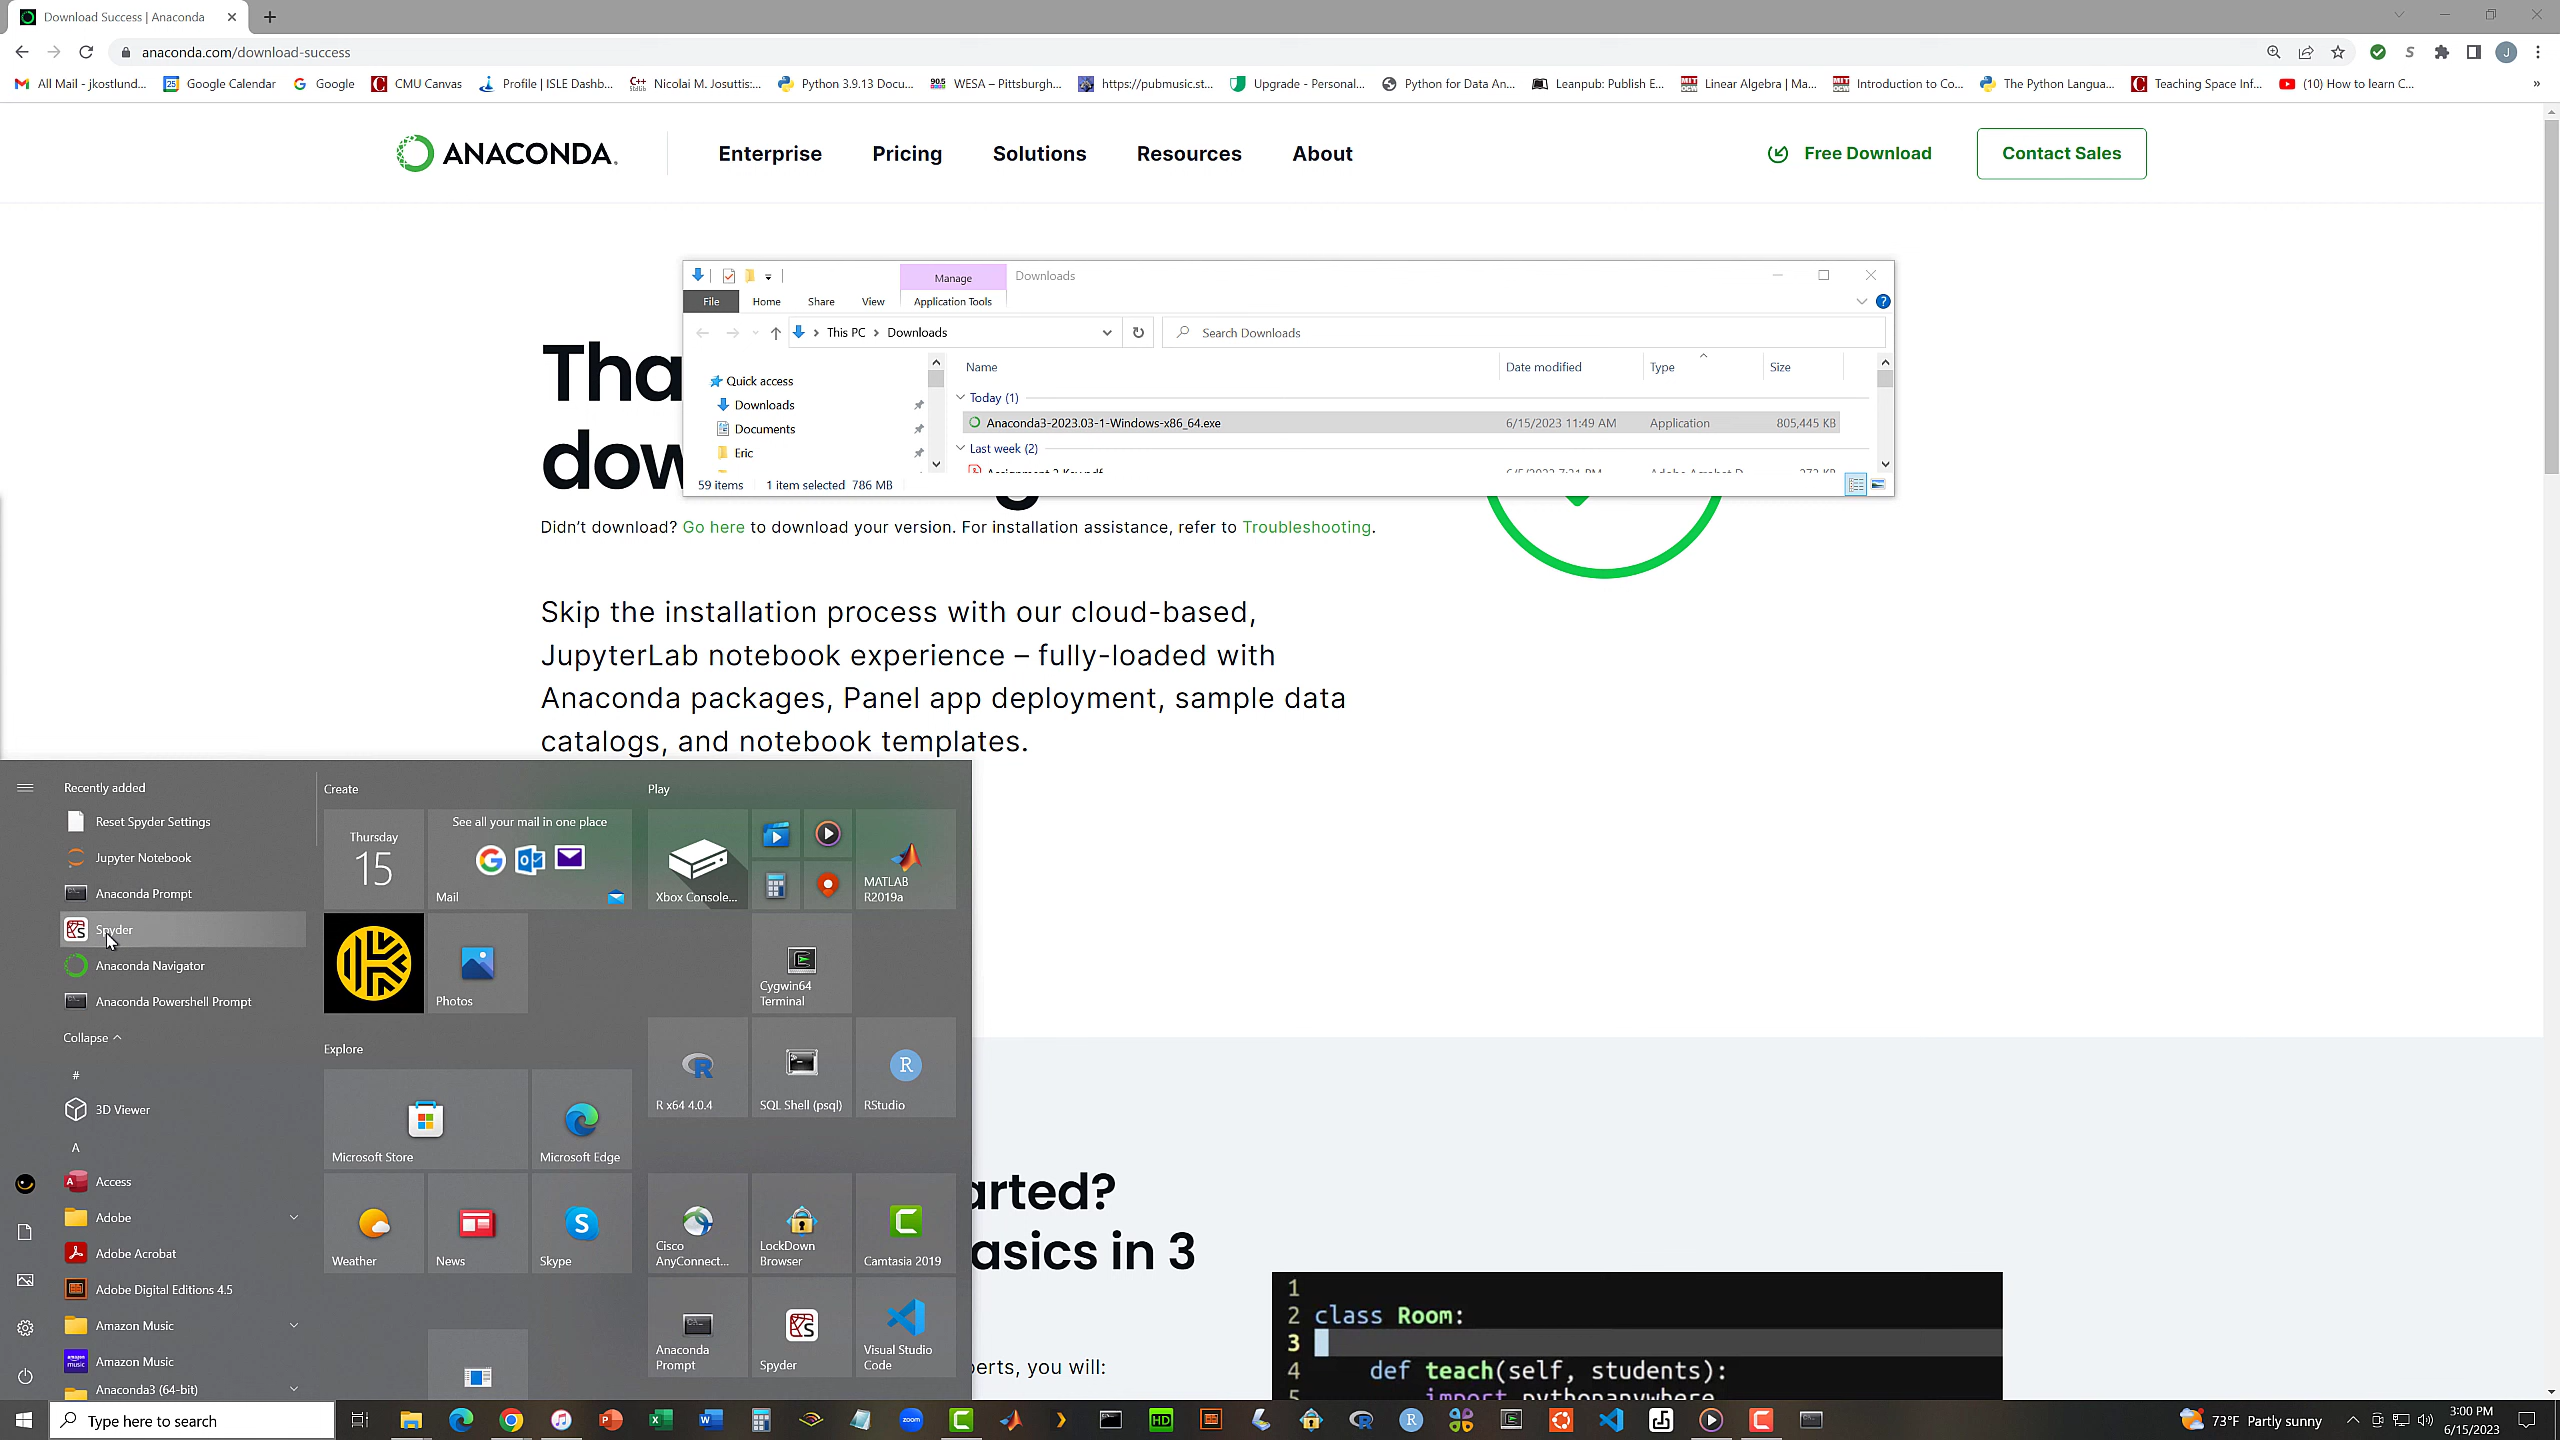 Download Success | Anaconda
anaconda.com/download-success
All Mail - jkostlund...
Google Calendar
Google
CMU Canvas
Profile | ISLE Dashb...
Nicolai M. Josuttis:...
Python 3.9.13 Docu...
WESA – Pittsburgh...
https://pubmusic.st...
Upgrade - Personal...
Python for Data An...
Leanpub: Publish E...
Linear Algebra | Ma...
Introduction to Co...
The Python Langua...
Teaching Space Inf...
(10) How to learn C...
»
ANACONDA.
Enterprise
Pricing
Solutions
Resources
About
Free Download
Contact Sales
Manage
Downloads
File
Home
Share
View
Application Tools
This PC > Downloads
Search Downloads
Name
Date modified
Type
Size
Quick access
Downloads
Documents
Eric
Today (1)
Anaconda3-2023.03-1-Windows-x86_64.exe
6/15/2023 11:49 AM
Application
805,445 KB
Last week (2)
59 items
1 item selected 786 MB
Didn’t download? Go here to download your version. For installation assistance, refer to Troubleshooting.
Skip the installation process with our cloud-based,
JupyterLab notebook experience – fully-loaded with
Anaconda packages, Panel app deployment, sample data
catalogs, and notebook templates.
Recently added
Reset Spyder Settings
Jupyter Notebook
Anaconda Prompt
Spyder
Anaconda Navigator
Anaconda Powershell Prompt
Collapse
#
3D Viewer
A
Access
Adobe
Adobe Acrobat
Adobe Digital Editions 4.5
Amazon Music
Amazon Music
Anaconda3 (64-bit)
Create
Thursday
15
See all your mail in one place
Mail
Photos
Explore
Microsoft Store
Microsoft Edge
Weather
News
Skype
Play
Xbox Console...
MATLAB
R2019a
Cygwin64
Terminal
R x64 4.0.4
SQL Shell (psql)
RStudio
Cisco
AnyConnect...
LockDown
Browser
Camtasia 2019
Anaconda
Prompt
Spyder
Visual Studio
Code
arted?
asics in 3
perts, you will:
1
2 class Room:
3
4 def teach(self, students):
5 import pythonanywhere
Type here to search
73°F Partly sunny
3:00 PM
6/15/2023